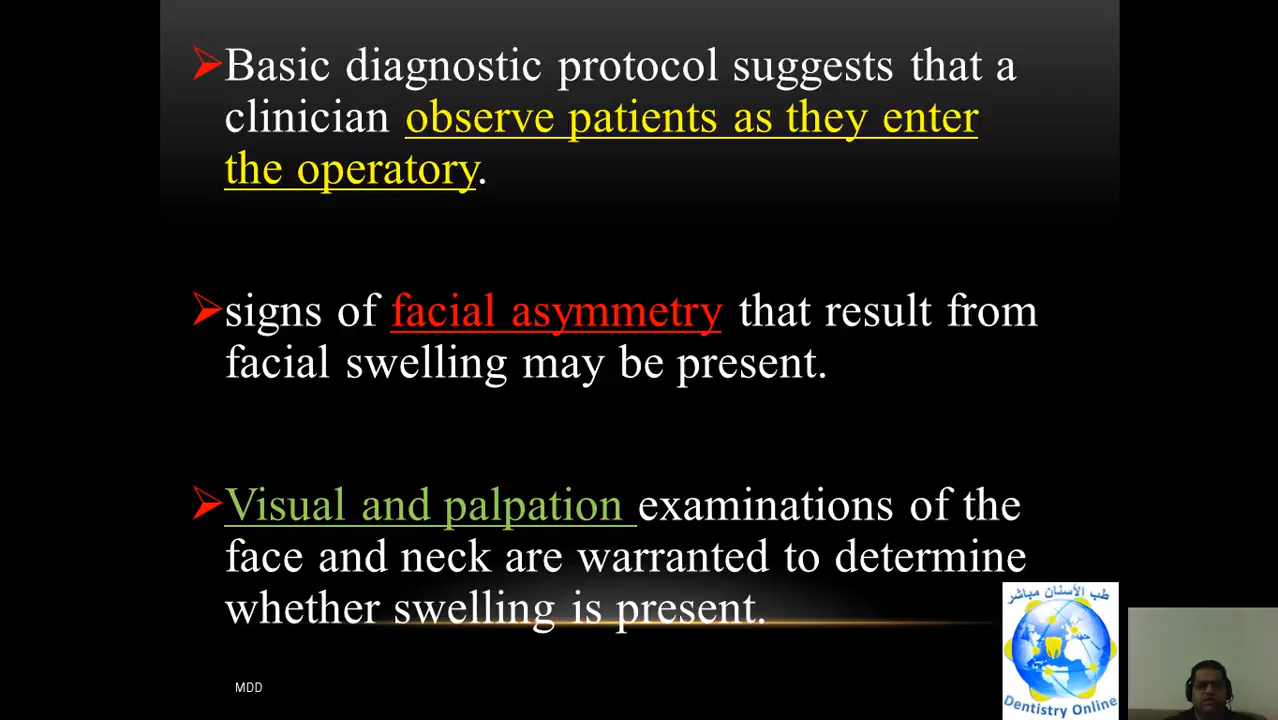 Basic diagnostic protocol suggests that a
clinician observe patients as they enter
the operatory.
signs of facial asymmetry that result from
facial swelling may be present.
Visual and palpation examinations of the
face and neck are warranted to determine
whether swelling is present.
طب الأسنان مباشر
Dentistry Online
MDD